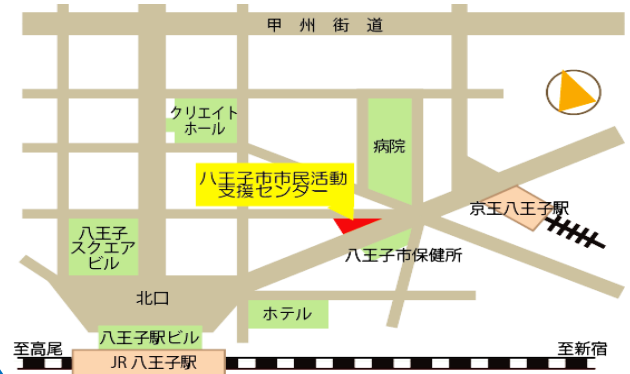 甲州街道
クリエイト
ホール
病院
八王子市市民活動
支援センター
京王八王子駅
八王子
スクエア
ビル
八王子市保健所
北口
ホテル
八王子駅ビル
至高尾
至新宿
JR 八王子駅